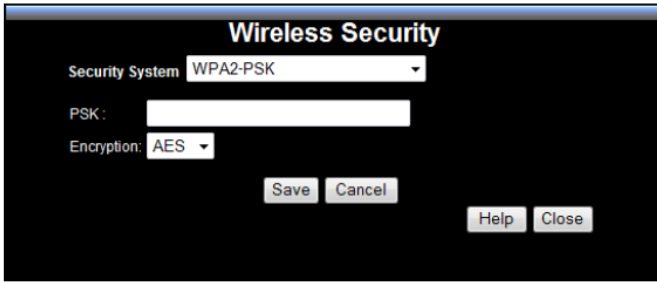 Wireless Security
Security System WPA2-PSK
PSK :
Encryption: AES
Save Cancel
Help Close